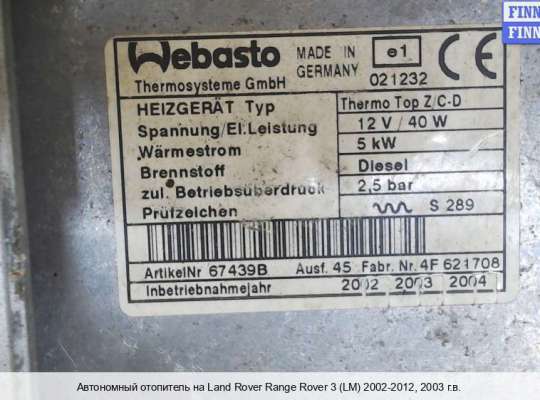 FINN
FINN
Webasto
MADE IN
GERMANY
e1
021232
CE
Thermosysteme GmbH
HEIZGERÄT Typ Thermo Top Z/C-D
Spannung/El.Leistung 12 V / 40 W
Wärmestrom 5 kW
Brennstoff Diesel
zul. Betriebsüberdruck 2,5 bar
Prüfzeichen S 289
ArtikelNr 67439B Ausf. 45 Fabr. Nr. 4F 621708
Inbetriebnahmejahr 2002 2003 2004
Автономный отопитель на Land Rover Range Rover 3 (LM) 2002-2012, 2003 г.в.